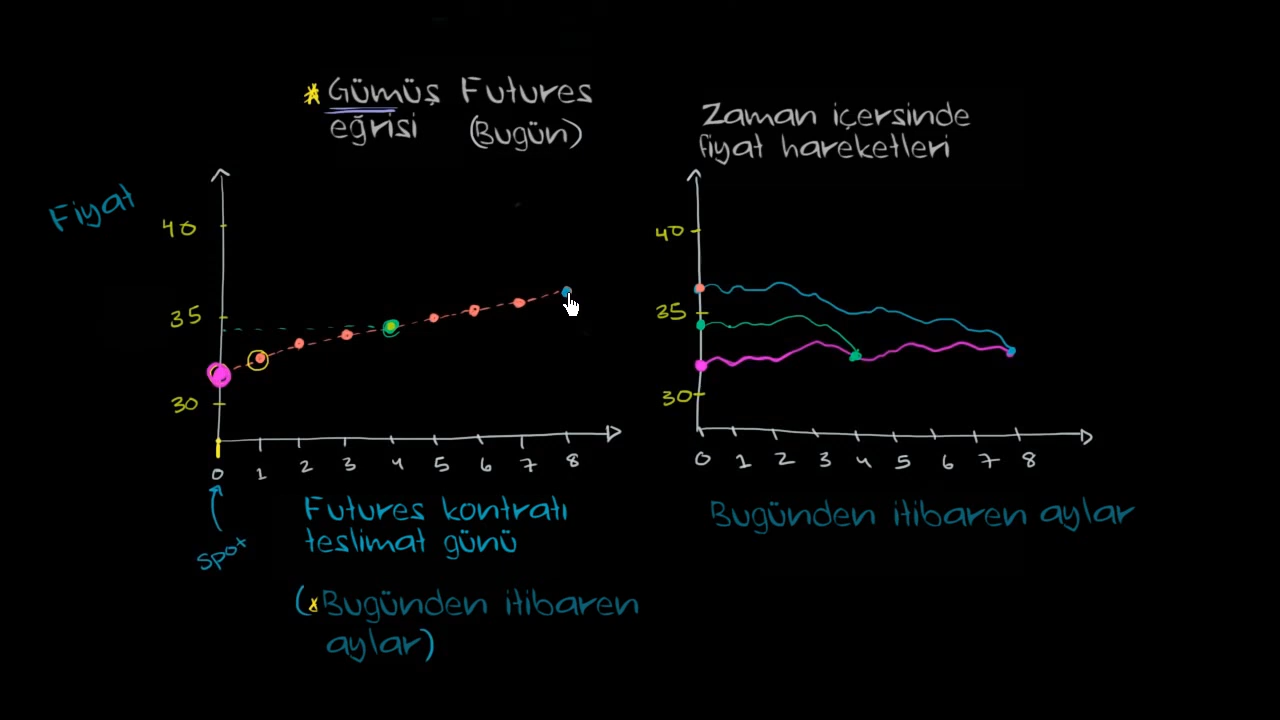 * Gümüş Futures
eğrisi (Bugün)
Zaman içersinde
fiyat hareketleri
Fiyat
40
35
30
0 1 2 3 4 5 6 7 8
spot
Futures kontratı
teslimat günü
(*Bugünden itibaren
aylar)
40
35
30
0 1 2 3 4 5 6 7 8
Bugünden itibaren aylar